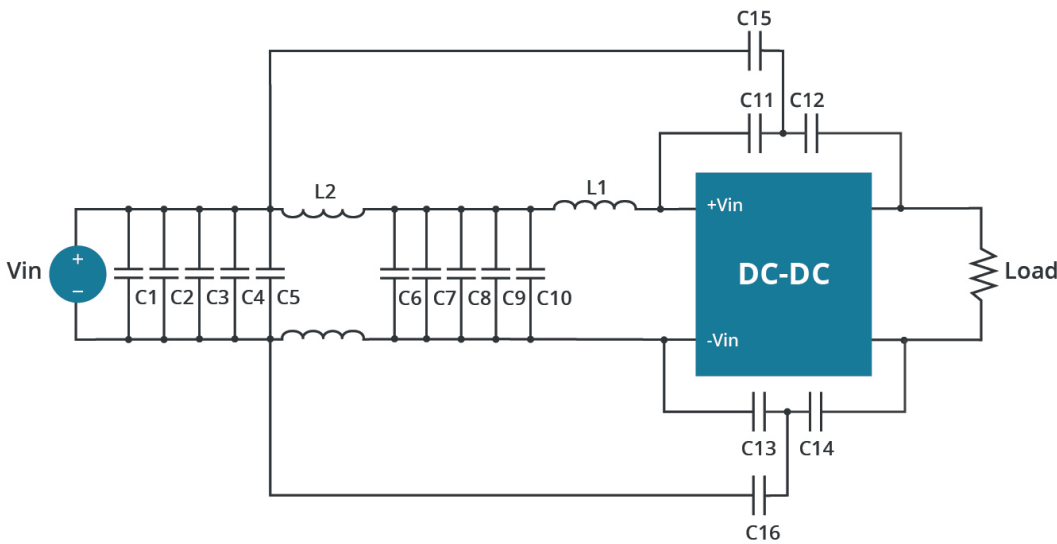 C15
C11 C12
L2
L1
+Vin
Vin
+
−
DC-DC
Load
C1 C2 C3 C4 C5 C6 C7 C8 C9 C10
-Vin
C13 C14
C16